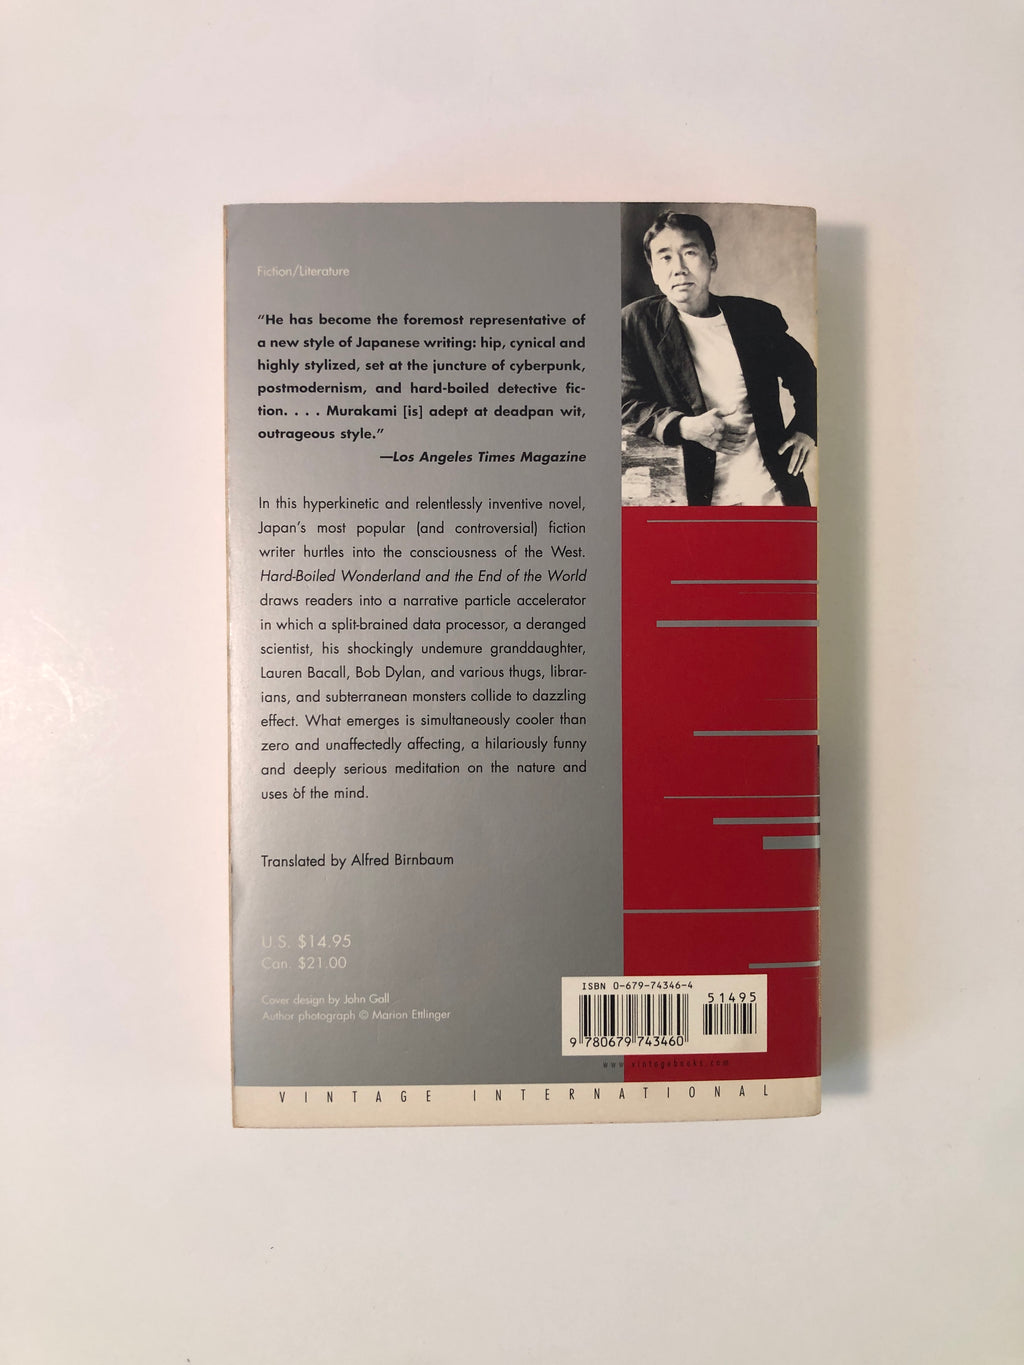 Fiction/Literature
“He has become the foremost representative of
a new style of Japanese writing: hip, cynical and
highly stylized, set at the juncture of cyberpunk,
postmodernism, and hard-boiled detective fic-
tion. . . . Murakami [is] adept at deadpan wit,
outrageous style.”
—Los Angeles Times Magazine
In this hyperkinetic and relentlessly inventive novel,
Japan’s most popular (and controversial) fiction
writer hurtles into the consciousness of the West.
Hard-Boiled Wonderland and the End of the World
draws readers into a narrative particle accelerator
in which a split-brained data processor, a deranged
scientist, his shockingly undemure granddaughter,
Lauren Bacall, Bob Dylan, and various thugs, librar-
ians, and subterranean monsters collide to dazzling
effect. What emerges is simultaneously cooler than
zero and unaffectedly affecting, a hilariously funny
and deeply serious meditation on the nature and
uses of the mind.
Translated by Alfred Birnbaum
U.S. $14.95
Can. $21.00
Cover design by John Gall
Author photograph © Marion Ettlinger
ISBN 0-679-74346-4
51495
9 780679 743460
www.vintagebooks.com
VINTAGE INTERNATIONAL